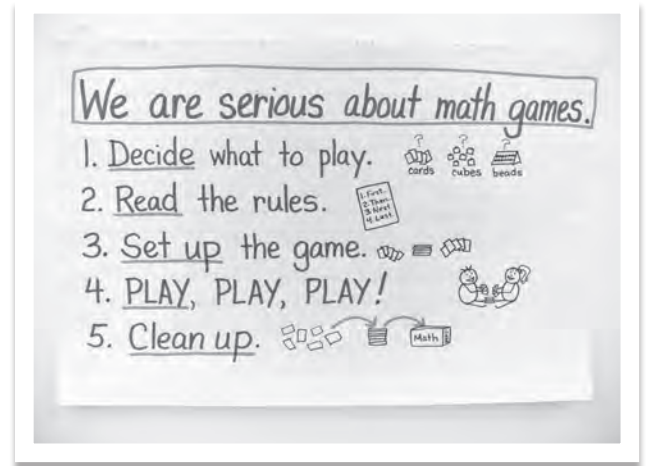 We are serious about math games.
1. Decide what to play.
? ? ?
cards cubes beads
2. Read the rules.
1. First..
2. Then..
3. Next
4. Last.
3. Set up the game.
4. PLAY, PLAY, PLAY!
5. Clean up.
Math